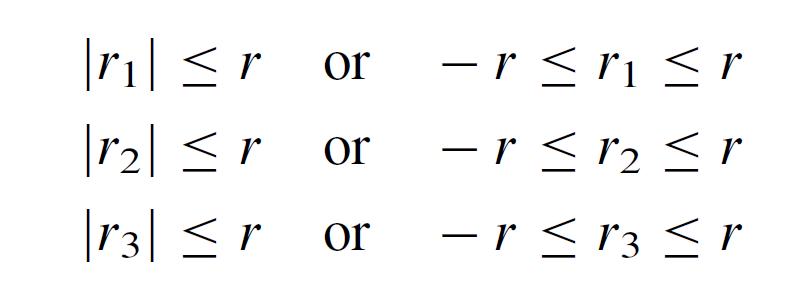 |r₁| ≤ r or − r ≤ r₁ ≤ r
|r₂| ≤ r or − r ≤ r₂ ≤ r
|r₃| ≤ r or − r ≤ r₃ ≤ r